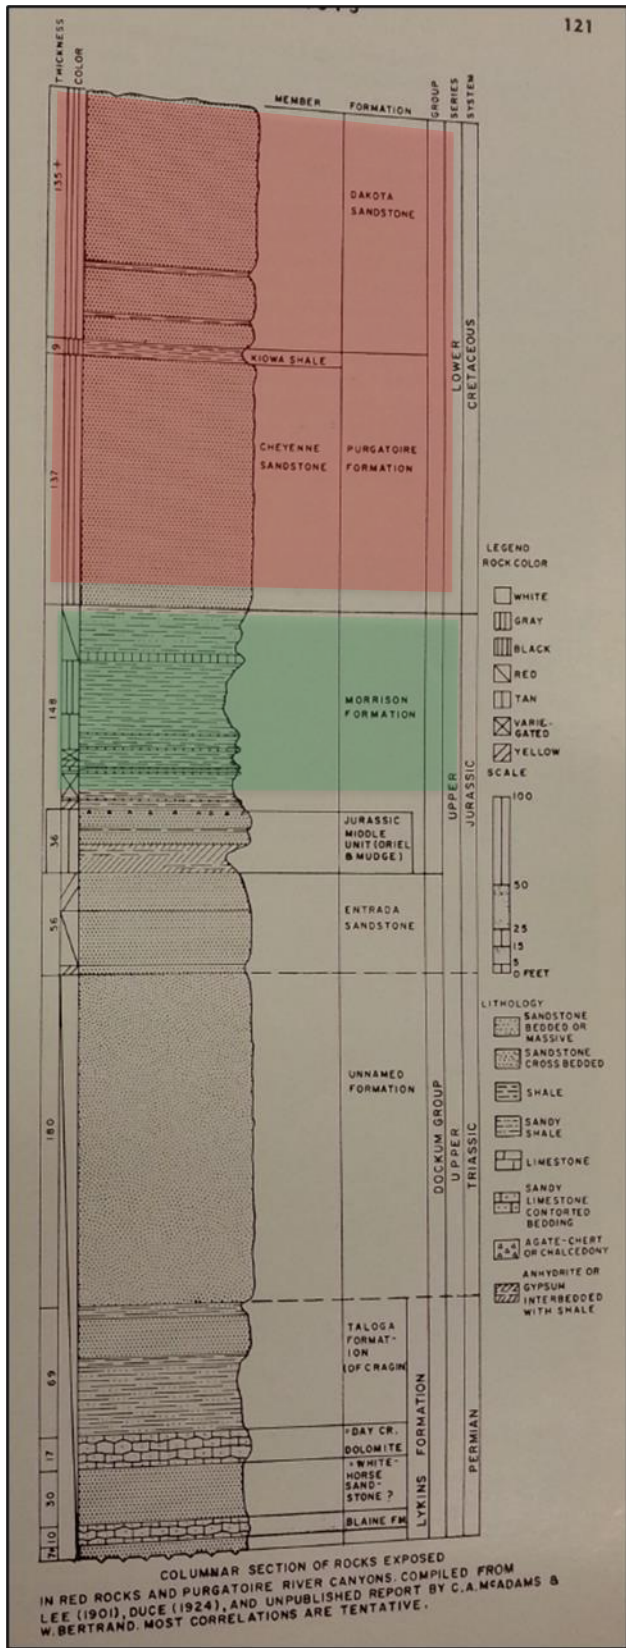 121
THICKNESS
COLOR
MEMBER
FORMATION
GROUP
SERIES
SYSTEM
135 +
DAKOTA
SANDSTONE
9
KIOWA SHALE
LOWER
CRETACEOUS
137
CHEYENNE
SANDSTONE
PURGATOIRE
FORMATION
148
MORRISON
FORMATION
UPPER
JURASSIC
36
JURASSIC
MIDDLE
UNIT (ORIEL
& MUDGE)
56
ENTRADA
SANDSTONE
180
UNNAMED
FORMATION
DOCKUM GROUP
UPPER
TRIASSIC
69
TALOGA
FORMAT-
ION
(OF CRAGIN)
LYKINS FORMATION
PERMIAN
17
DAY CR.
DOLOMITE
30
WHITE-
HORSE
SAND-
STONE ?
10
BLAINE FM
LEGEND
ROCK COLOR
WHITE
GRAY
BLACK
RED
TAN
VARIE-
GATED
YELLOW
SCALE
100
50
25
15
5
0 FEET
LITHOLOGY
SANDSTONE
BEDDED OR
MASSIVE
SANDSTONE
CROSS BEDDED
SHALE
SANDY
SHALE
LIMESTONE
SANDY
LIMESTONE
CONTORTED
BEDDING
AGATE-CHERT
OR CHALCEDONY
ANHYDRITE OR
GYPSUM
INTERBEDDED
WITH SHALE
COLUMNAR SECTION OF ROCKS EXPOSED
IN RED ROCKS AND PURGATOIRE RIVER CANYONS. COMPILED FROM
LEE (1901), DUCE (1924), AND UNPUBLISHED REPORT BY C.A. McADAMS &
W. BERTRAND. MOST CORRELATIONS ARE TENTATIVE.